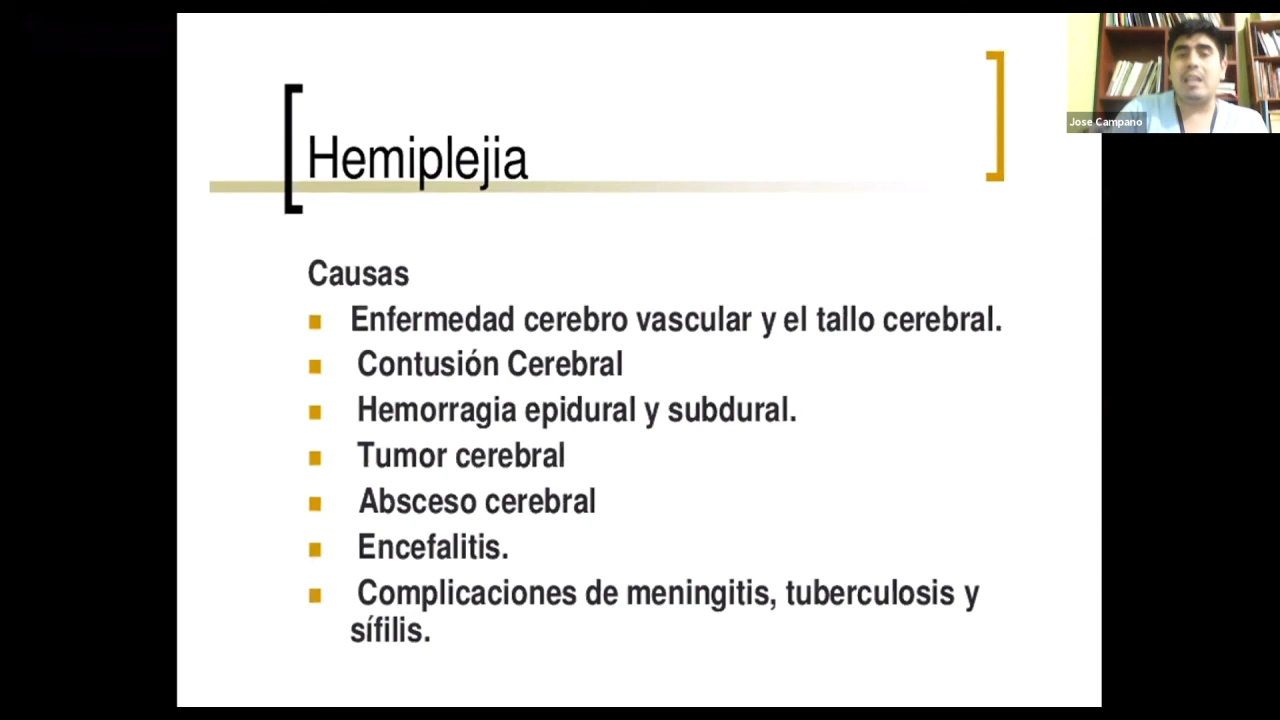 Jose Campano
Hemiplejia
Causas
Enfermedad cerebro vascular y el tallo cerebral.
Contusión Cerebral
Hemorragia epidural y subdural.
Tumor cerebral
Absceso cerebral
Encefalitis.
Complicaciones de meningitis, tuberculosis y
sífilis.